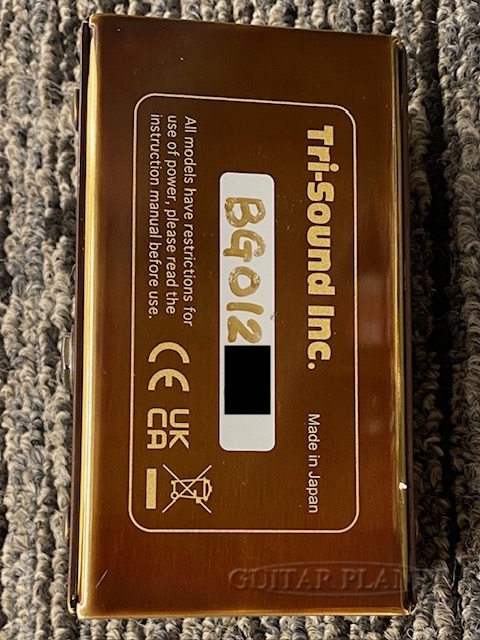 Tri-Sound Inc.
Made in Japan
BG012
All models have restrictions for
use of power, please read the
instruction manual before use.
CE
UK
CA
GUITAR PLANET